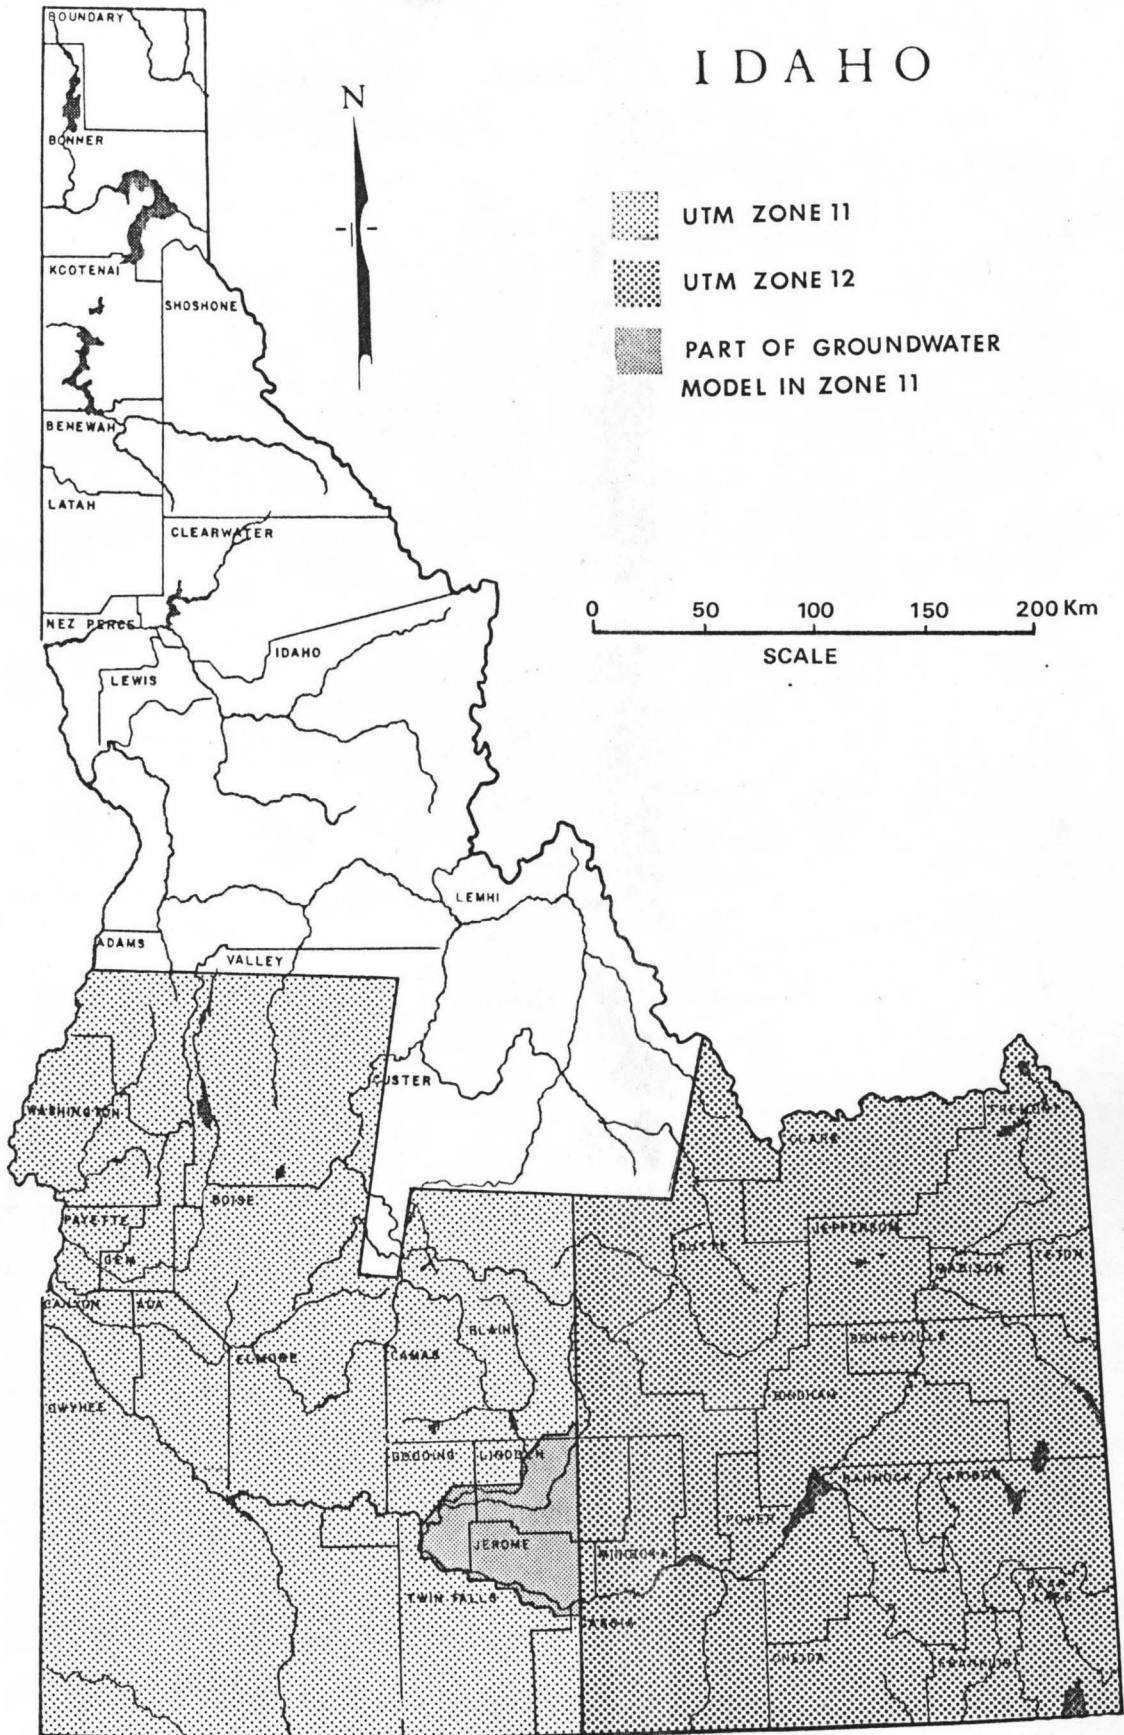 IDAHO
N
UTM ZONE 11
UTM ZONE 12
PART OF GROUNDWATER
MODEL IN ZONE 11
0 50 100 150 200 Km
SCALE
BOUNDARY
BONNER
KOOTENAI
SHOSHONE
BENEWAH
LATAH
CLEARWATER
NEZ PERCE
LEWIS
IDAHO
LEMHI
ADAMS
VALLEY
CUSTER
WASHINGTON
CLARK
FREMONT
BOISE
PAYETTE
GEM
BUTTE
JEFFERSON
MADISON
TETON
CANYON
ADA
ELMORE
CAMAS
BLAINE
BONNEVILLE
BINGHAM
OWYHEE
GOODING
LINCOLN
BANNOCK
CARIBOU
POWER
JEROME
MINIDOKA
TWIN FALLS
CASSIA
BEAR
LAKE
ONEIDA
FRANKLIN